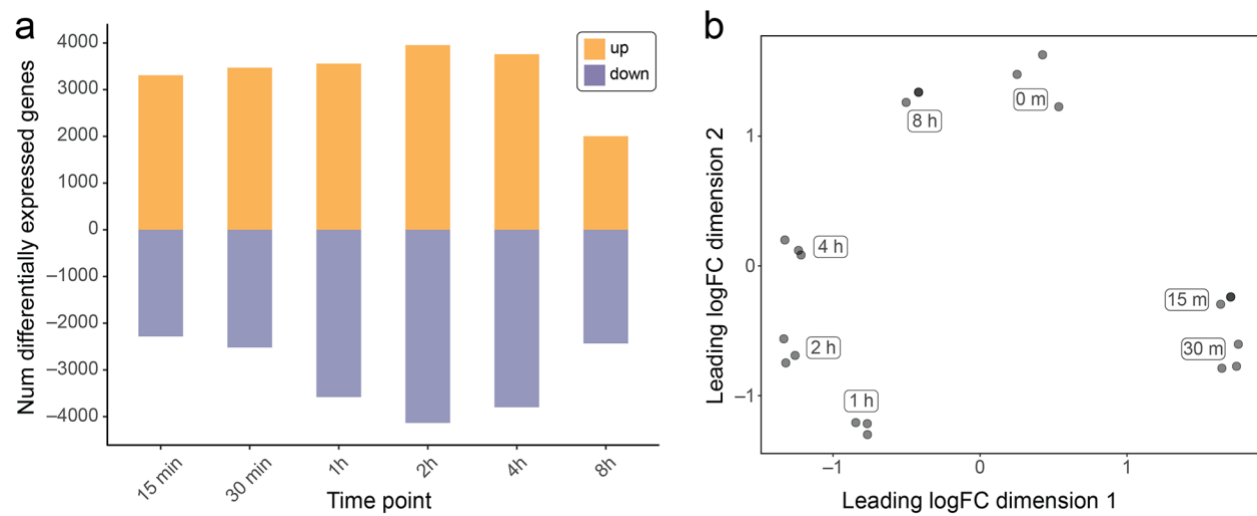 a
Num differentially expressed genes
4000
3000
2000
1000
0
−1000
−2000
−3000
−4000
up
down
15 min
30 min
1h
2h
4h
8h
Time point
b
Leading logFC dimension 2
1
0
−1
0 m
8 h
4 h
15 m
30 m
2 h
1 h
−1
0
1
Leading logFC dimension 1